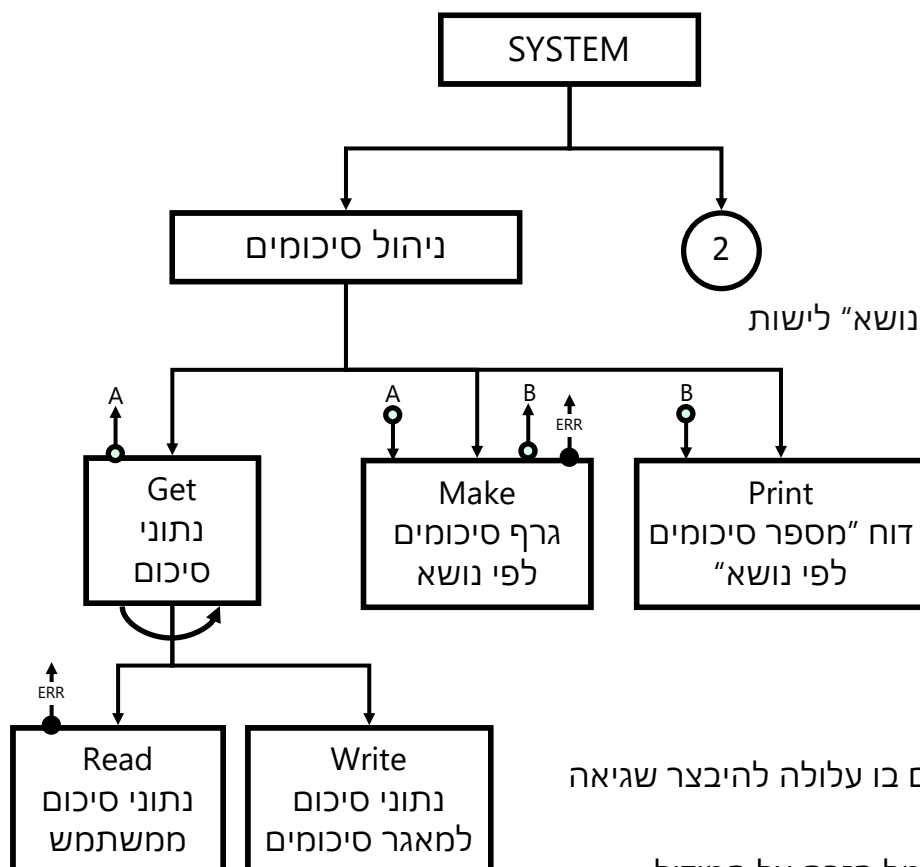 SYSTEM
ניהול סיכומים
2
נושא" לישות
A
A
B
ERR
B
Get
נתוני
סיכום
Make
גרף סיכומים
לפי נושא
Print
דוח "מספר סיכומים
לפי נושא"
ERR
Read
נתוני סיכום
ממשתמש
Write
נתוני סיכום
למאגר סיכומים
ם בו עלולה להיבצר שגיאה